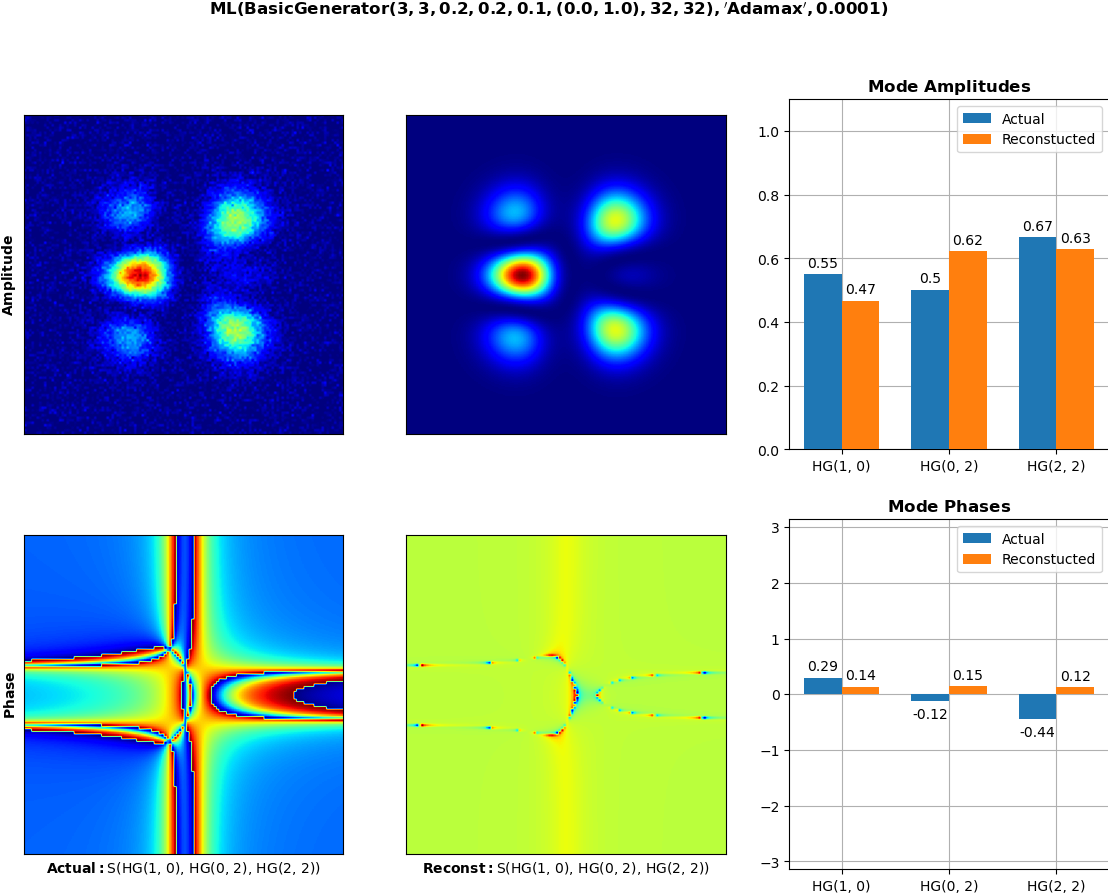 ML(BasicGenerator(3, 3, 0.2, 0.2, 0.1, (0.0, 1.0), 32, 32), 'Adamax', 0.0001)
Amplitude
Mode Amplitudes
Actual
Reconstucted
1.0
0.8
0.6
0.4
0.2
0.0
0.55
0.47
0.5
0.62
0.67
0.63
HG(1, 0)
HG(0, 2)
HG(2, 2)
Phase
Actual: S(HG(1, 0), HG(0, 2), HG(2, 2))
Reconst: S(HG(1, 0), HG(0, 2), HG(2, 2))
Mode Phases
Actual
Reconstucted
3
2
1
0
−1
−2
−3
0.29
0.14
-0.12
0.15
-0.44
0.12
HG(1, 0)
HG(0, 2)
HG(2, 2)